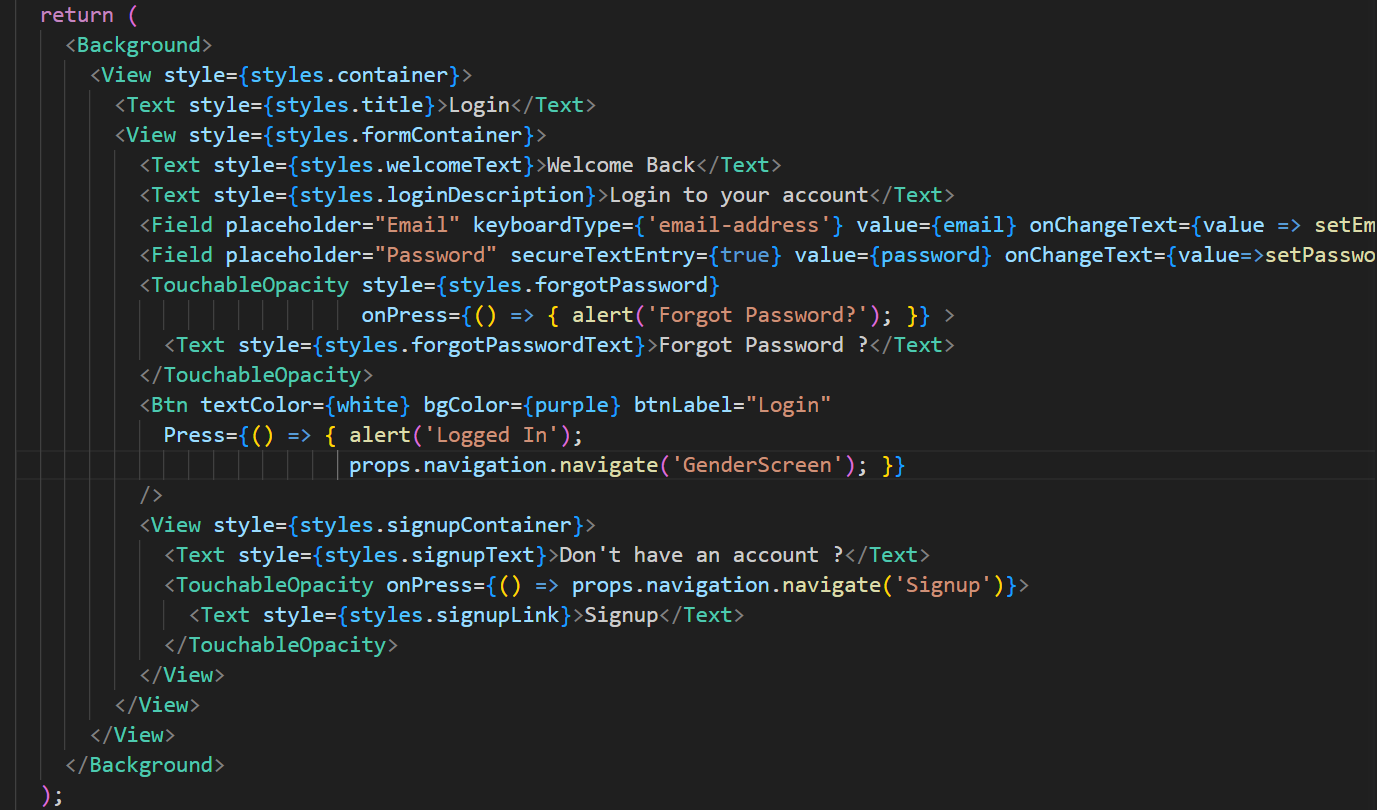 return (
<Background>
<View style={styles.container}>
<Text style={styles.title}>Login</Text>
<View style={styles.formContainer}>
<Text style={styles.welcomeText}>Welcome Back</Text>
<Text style={styles.loginDescription}>Login to your account</Text>
<Field placeholder="Email" keyboardType={'email-address'} value={email} onChangeText={value => setEm
<Field placeholder="Password" secureTextEntry={true} value={password} onChangeText={value=>setPasswo
<TouchableOpacity style={styles.forgotPassword}
onPress={() => { alert('Forgot Password?'); }} >
<Text style={styles.forgotPasswordText}>Forgot Password ?</Text>
</TouchableOpacity>
<Btn textColor={white} bgColor={purple} btnLabel="Login"
Press={() => { alert('Logged In');
props.navigation.navigate('GenderScreen'); }}
/>
<View style={styles.signupContainer}>
<Text style={styles.signupText}>Don't have an account ?</Text>
<TouchableOpacity onPress={() => props.navigation.navigate('Signup')}>
<Text style={styles.signupLink}>Signup</Text>
</TouchableOpacity>
</View>
</View>
</View>
</Background>
);